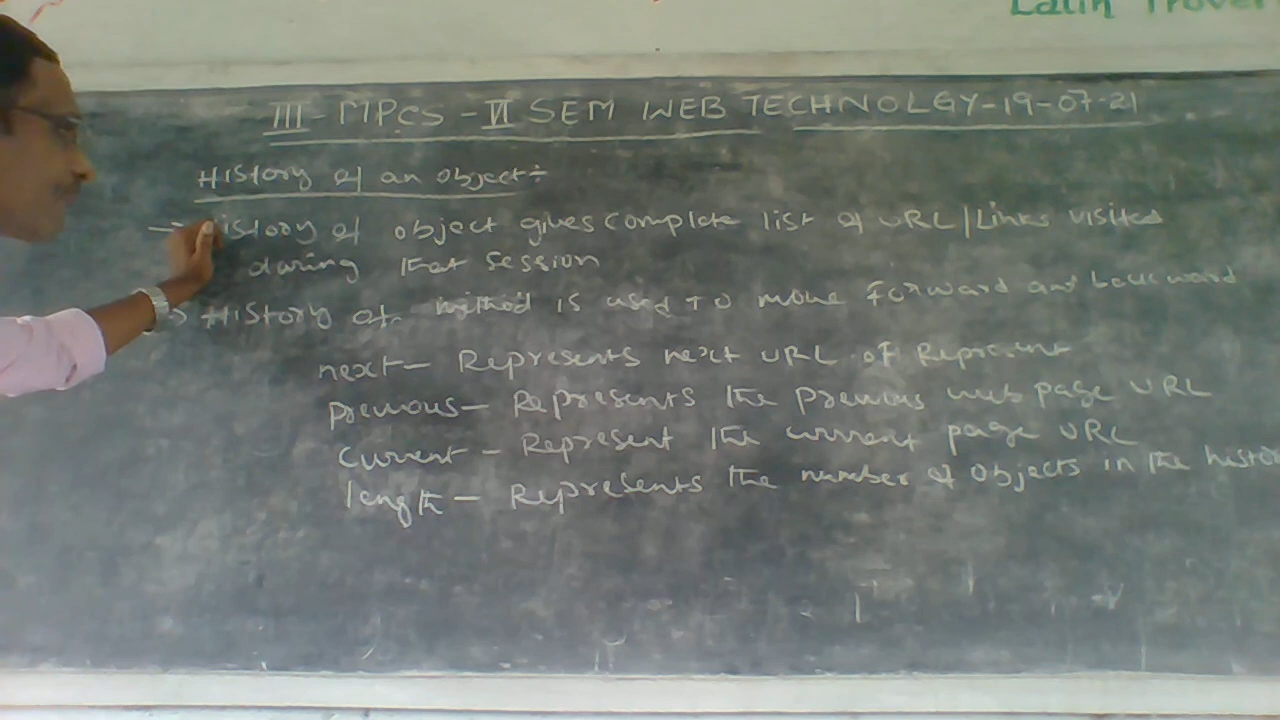 Latin
III - MPCS - VI SEM WEB TECHNOLGY-19-07-21
History of an Object:-
→ History of object gives complete list of URL/Links visited
during that session
→ History of method is used to move forward and backward
next - Represents next URL of Represent
previous - Represents the previous web page URL
current - Represent the current page URL
length - Represents the number of objects in the histo